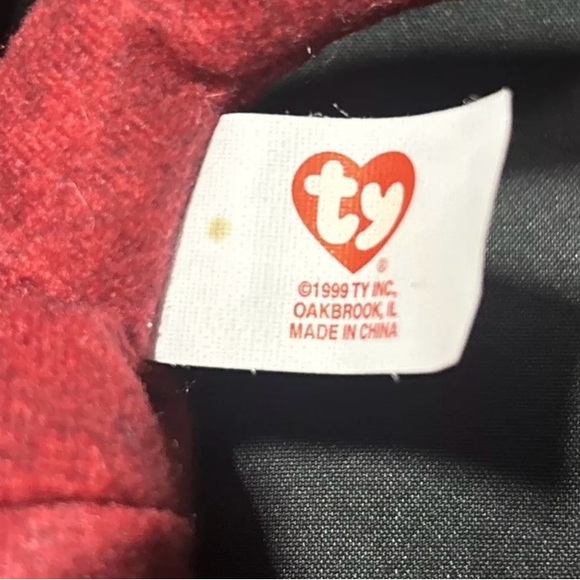 ty
®
©1999 TY INC.,
OAKBROOK, IL
MADE IN CHINA